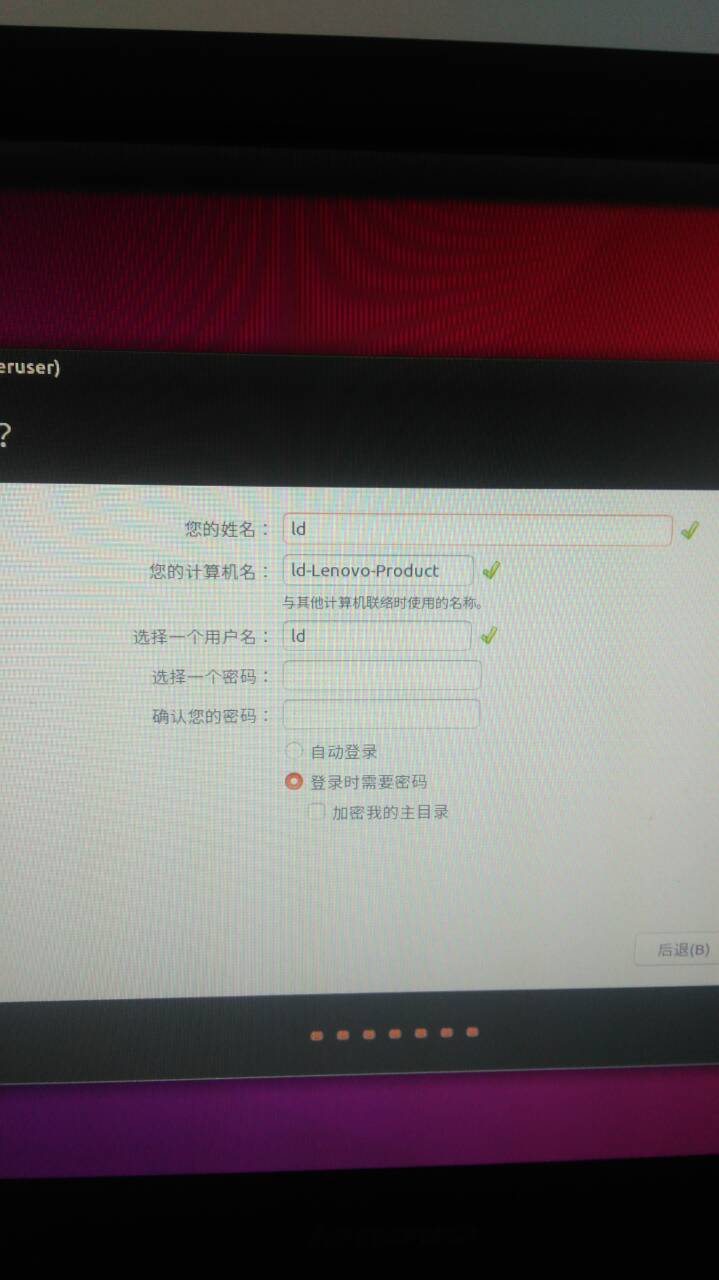 eruser)
?
您的姓名： ld
您的计算机名： ld-Lenovo-Product
与其他计算机联络时使用的名称。
选择一个用户名： ld
选择一个密码：
确认您的密码：
自动登录
登录时需要密码
加密我的主目录
后退(B)